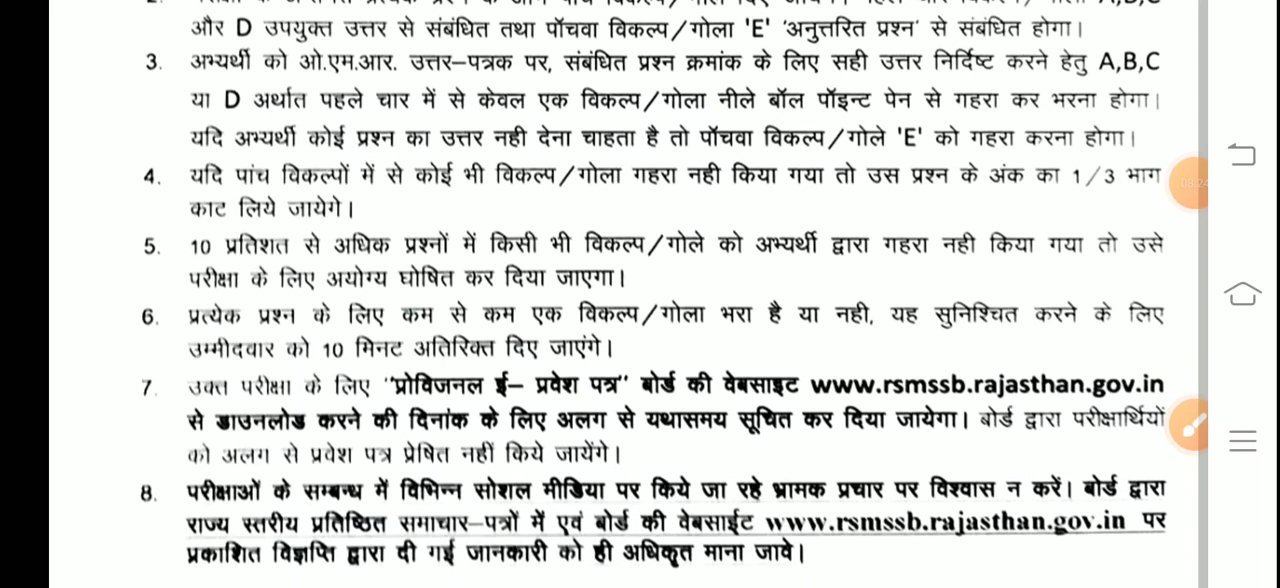 और D उपयुक्त उत्तर से संबंधित तथा पॉचवा विकल्प/गोला 'E' 'अनुत्तरित प्रश्न' से संबंधित होगा।
3. अभ्यर्थी को ओ.एम.आर. उत्तर–पत्रक पर, संबंधित प्रश्न क्रमांक के लिए सही उत्तर निर्दिष्ट करने हेतु A,B,C
या D अर्थात पहले चार में से केवल एक विकल्प/गोला नीले बॉल पॉइन्ट पेन से गहरा कर भरना होगा।
यदि अभ्यर्थी कोई प्रश्न का उत्तर नही देना चाहता है तो पॉचवा विकल्प/गोले 'E' को गहरा करना होगा।
4. यदि पांच विकल्पों में से कोई भी विकल्प/गोला गहरा नही किया गया तो उस प्रश्न के अंक का 1/3 भाग
काट लिये जायेगे।
08:24
5. 10 प्रतिशत से अधिक प्रश्नों में किसी भी विकल्प/गोले को अभ्यर्थी द्वारा गहरा नही किया गया तो उसे
परीक्षा के लिए अयोग्य घोषित कर दिया जाएगा।
6. प्रत्येक प्रश्न के लिए कम से कम एक विकल्प/गोला भरा है या नही, यह सुनिश्चित करने के लिए
उम्मीदवार को 10 मिनट अतिरिक्त दिए जाएंगे।
7. उक्त परीक्षा के लिए "प्रोविजनल ई– प्रवेश पत्र" बोर्ड की वेबसाइट www.rsmssb.rajasthan.gov.in
से डाउनलोड करने की दिनांक के लिए अलग से यथासमय सूचित कर दिया जायेगा। बोर्ड द्वारा परीक्षार्थियों
को अलग से प्रवेश पत्र प्रेषित नहीं किये जायेंगे।
8. परीक्षाओं के सम्बन्ध में विभिन्न सोशल मीडिया पर किये जा रहे भ्रामक प्रचार पर विश्वास न करें। बोर्ड द्वारा
राज्य स्तरीय प्रतिष्ठित समाचार–पत्रों में एवं बोर्ड की वेबसाईट www.rsmssb.rajasthan.gov.in पर
प्रकाशित विज्ञप्ति द्वारा दी गई जानकारी को ही अधिकृत माना जावे।